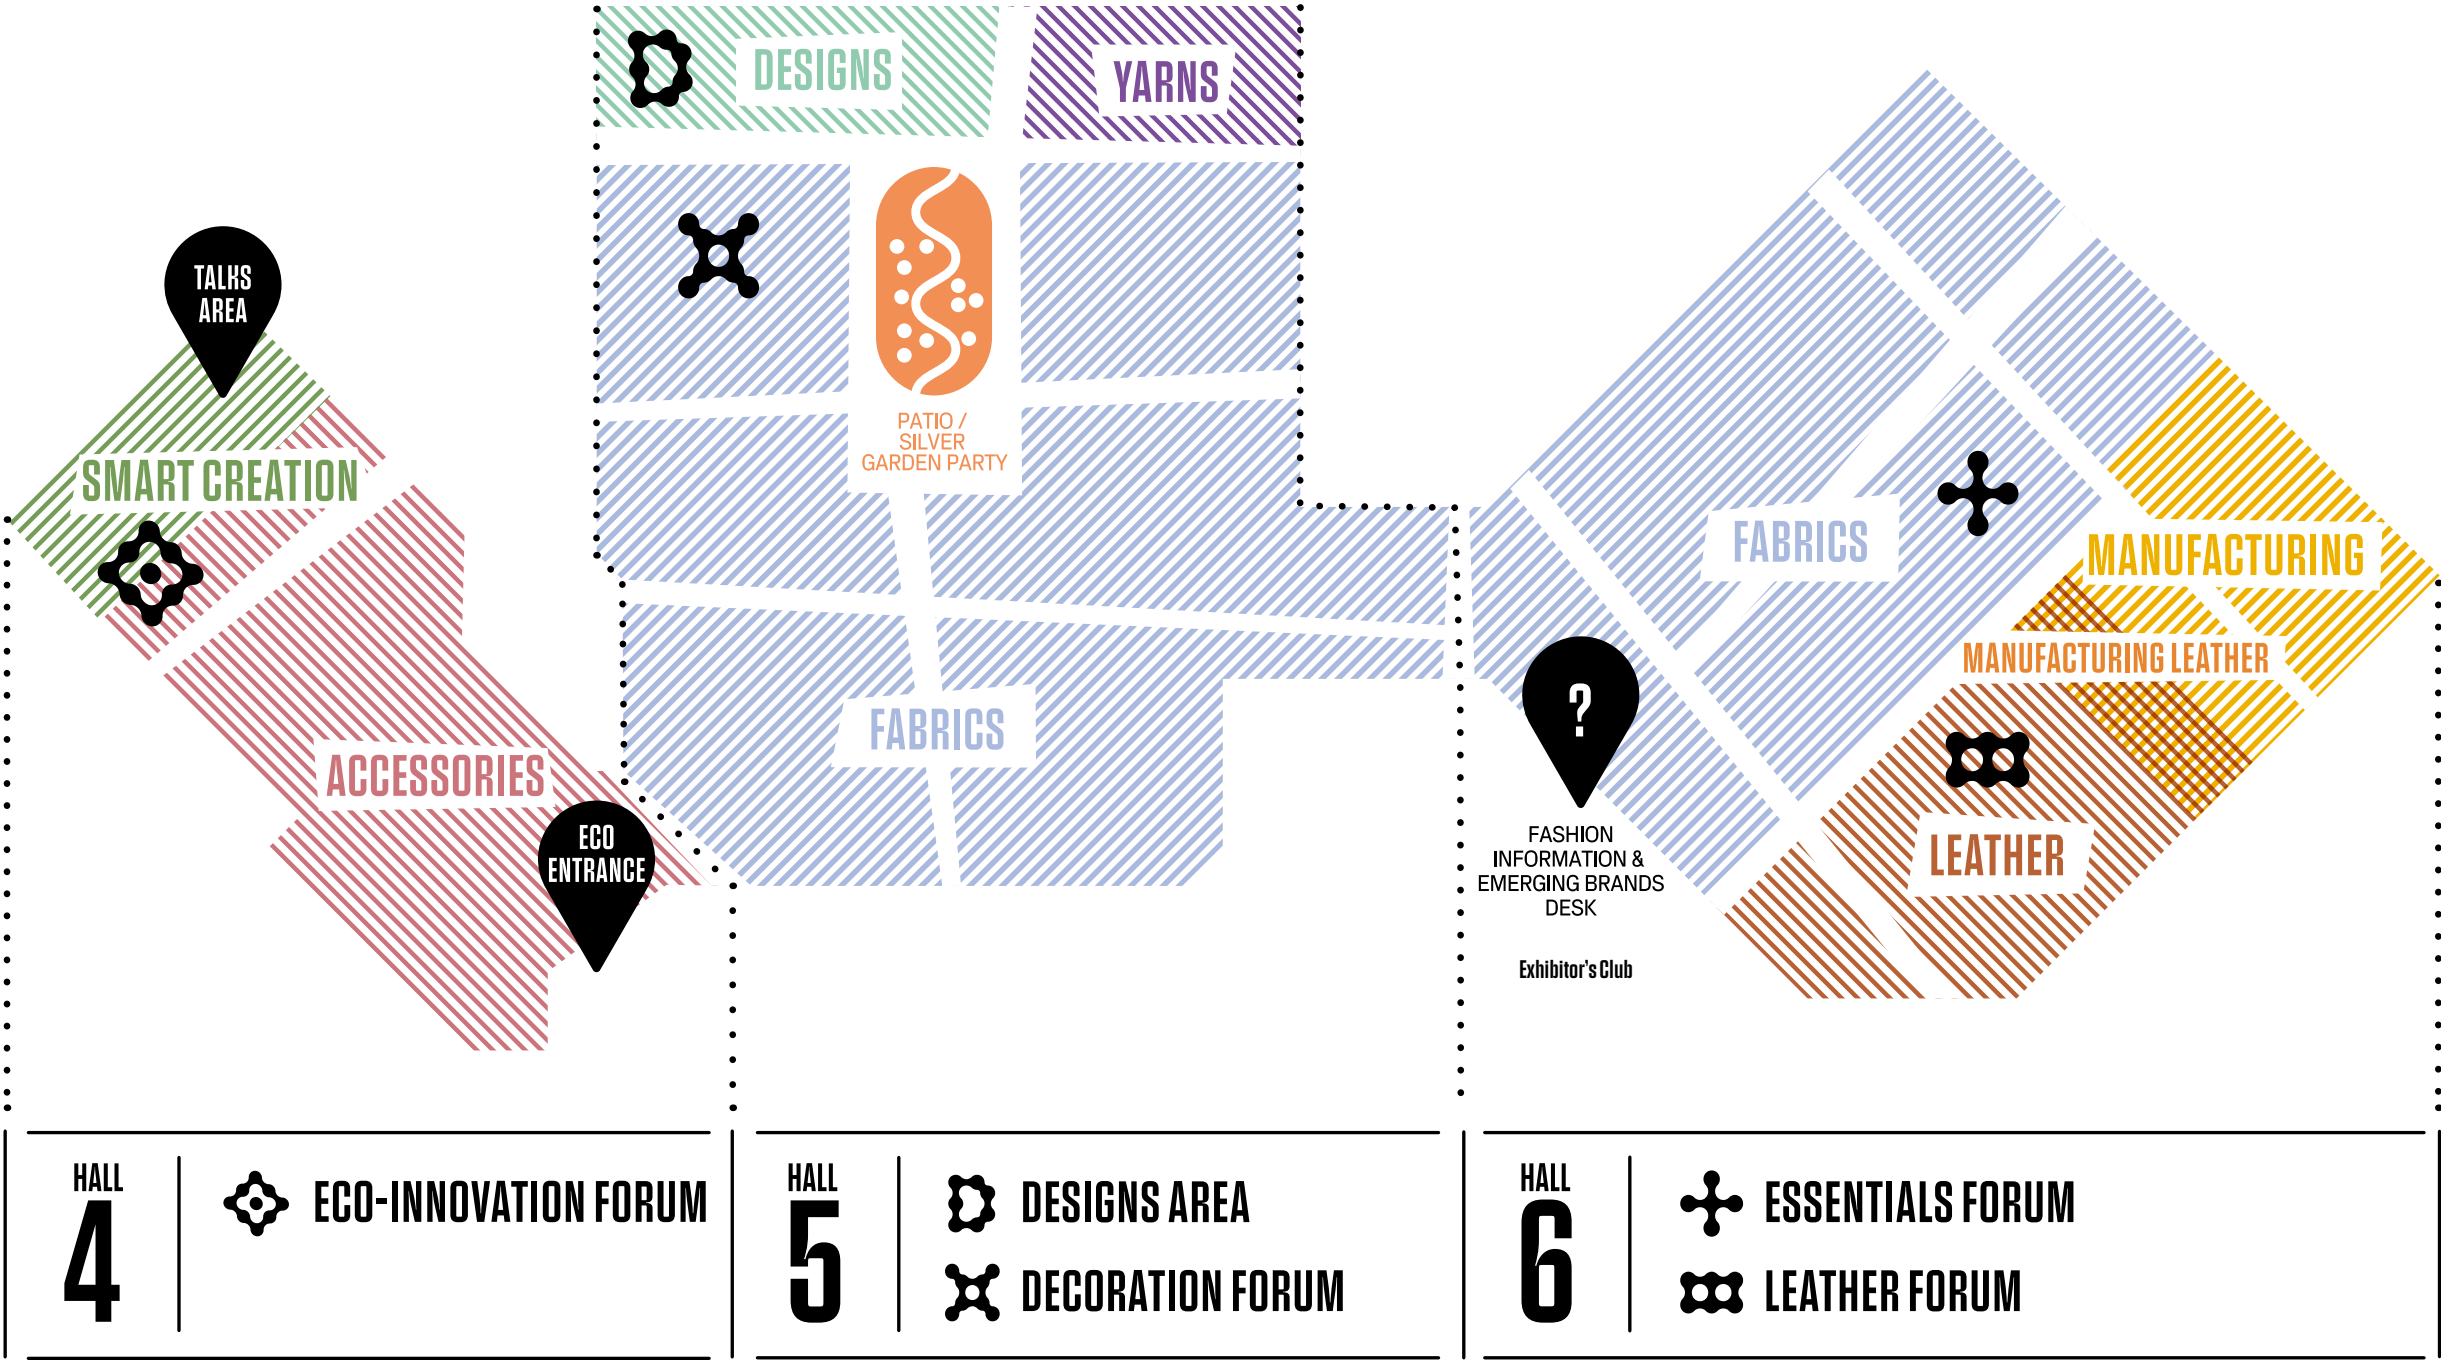 DESIGNS
YARNS
TALKS
AREA
PATIO /
SILVER
GARDEN PARTY
SMART CREATION
FABRICS
MANUFACTURING
MANUFACTURING LEATHER
?
FABRICS
ACCESSORIES
ECO
ENTRANCE
LEATHER
FASHION
INFORMATION &
EMERGING BRANDS
DESK
Exhibitor's Club
HALL
4
ECO-INNOVATION FORUM
HALL
5
DESIGNS AREA
DECORATION FORUM
HALL
6
ESSENTIALS FORUM
LEATHER FORUM